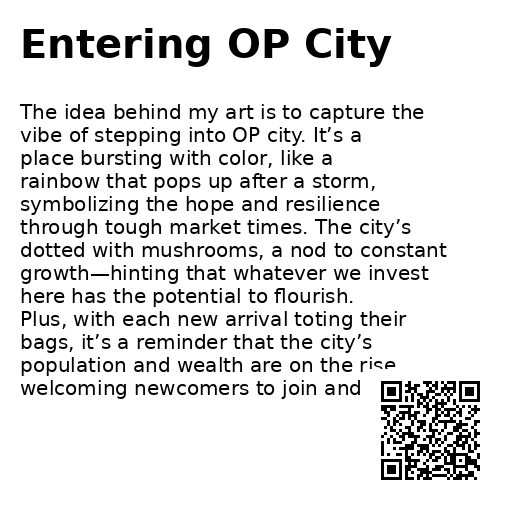 Entering OP City
The idea behind my art is to capture the
vibe of stepping into OP city. It’s a
place bursting with color, like a
rainbow that pops up after a storm,
symbolizing the hope and resilience
through tough market times. The city’s
dotted with mushrooms, a nod to constant
growth—hinting that whatever we invest
here has the potential to flourish.
Plus, with each new arrival toting their
bags, it’s a reminder that the city’s
population and wealth are on the rise
welcoming newcomers to join and